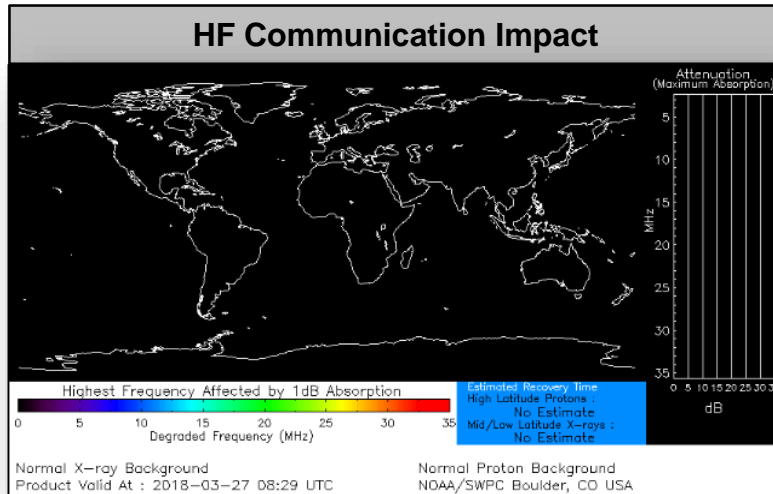 HF Communication Impact
Attenuation
(Maximum Absorption)
5
10
15
20
25
30
35
MHz
0 5 10 15 20 25 30 3
dB
Highest Frequency Affected by 1dB Absorption
0 5 10 15 20 25 30 35
Degraded Frequency (MHz)
Estimated Recovery Time
High Latitude Protons :
No Estimate
Mid/Low Latitude X-rays :
No Estimate
Normal X-ray Background
Product Valid At : 2018-03-27 08:29 UTC
Normal Proton Background
NOAA/SWPC Boulder, CO USA